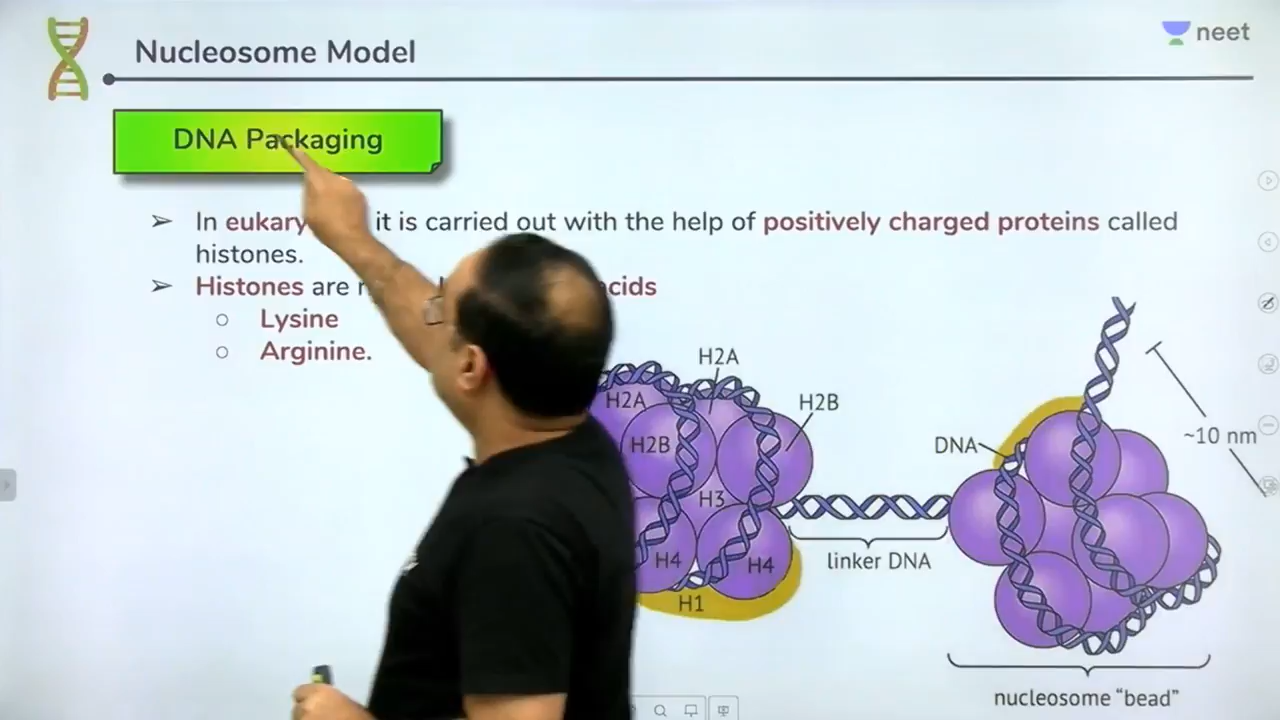 Nucleosome Model
neet
DNA Packaging
➢ In eukary it is carried out with the help of positively charged proteins called
histones.
➢ Histones are cids
○ Lysine
○ Arginine.
H2A
H2A
H2B
H2B
DNA
~10 nm
H3
H4
H4
linker DNA
H1
nucleosome "bead"